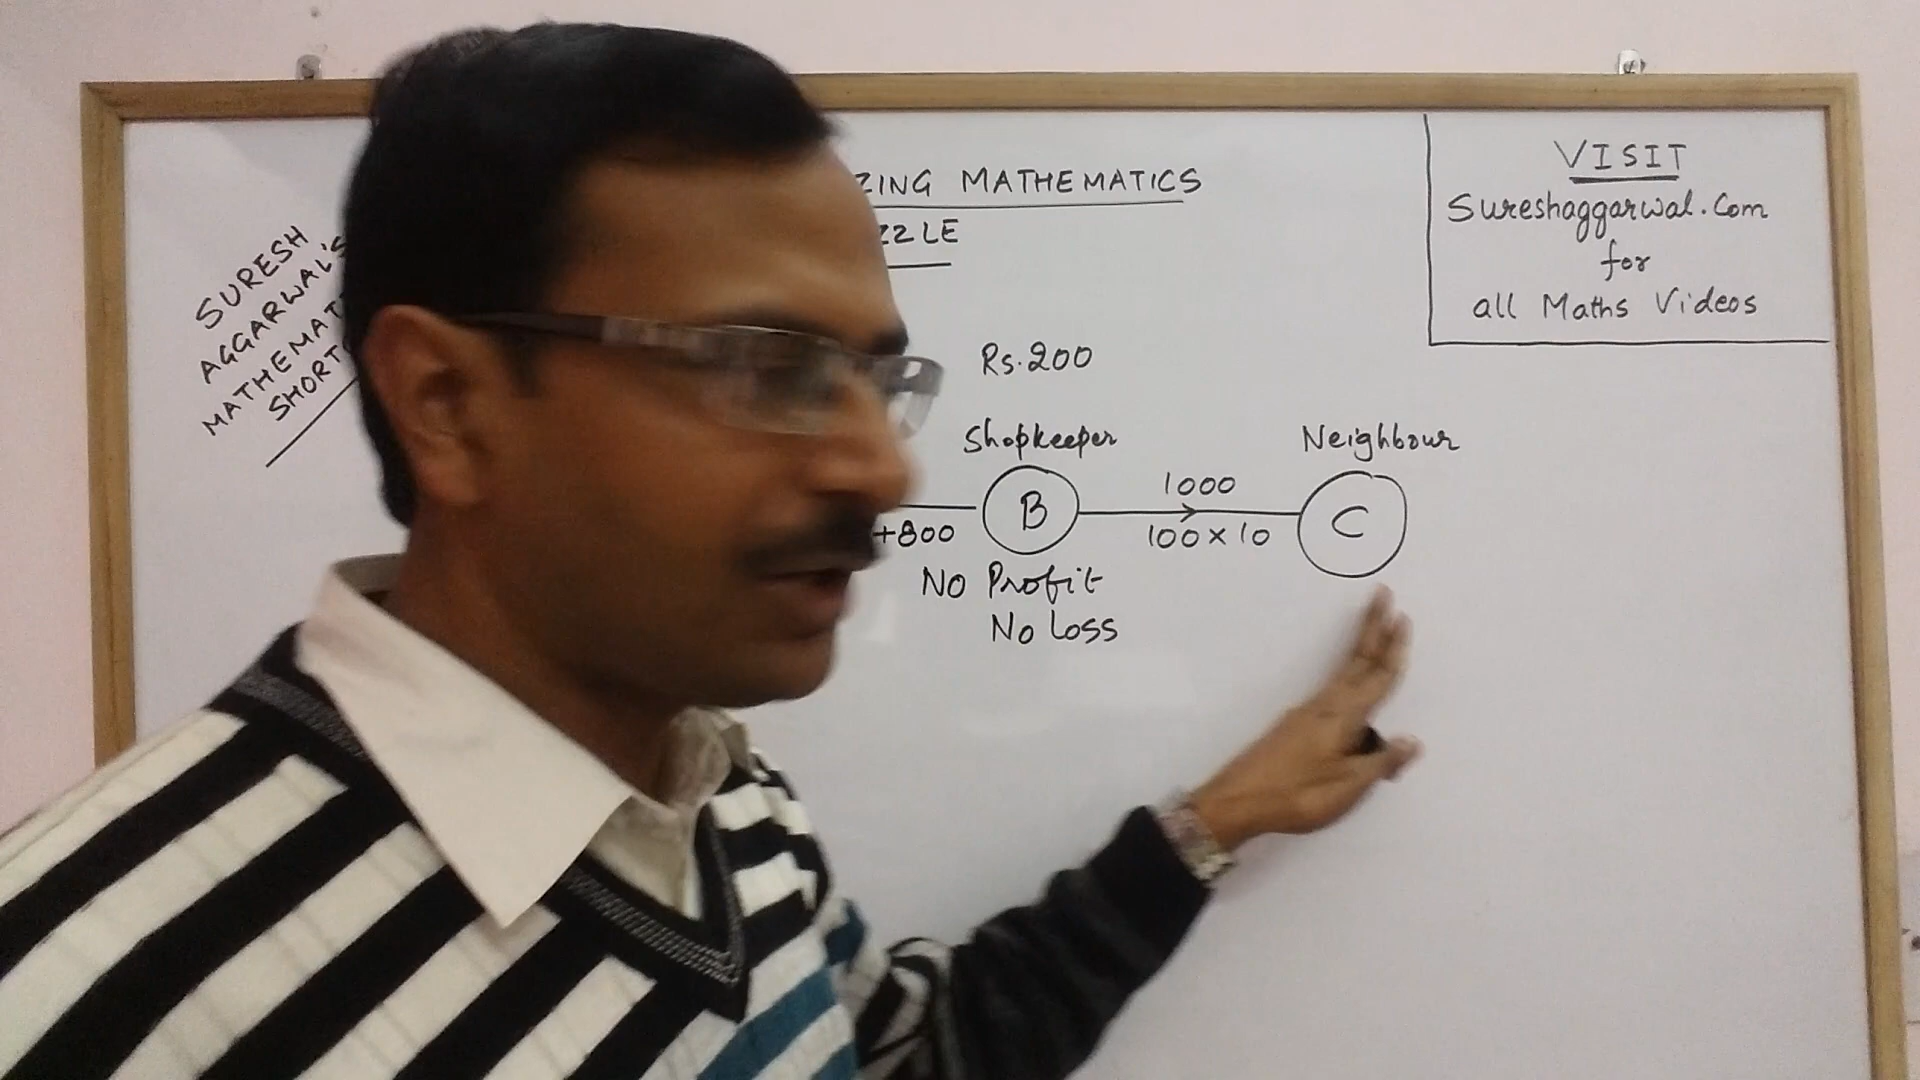 SURESH
AGGARWAL'S
SHORT
ZING MATHEMATICS
ZZLE
VISIT
Sureshaggarwal.Com
for
all Maths Videos
Rs.200
Shopkeeper
Neighbour
+800
B
1000
100 × 10
C
No Profit
No Loss